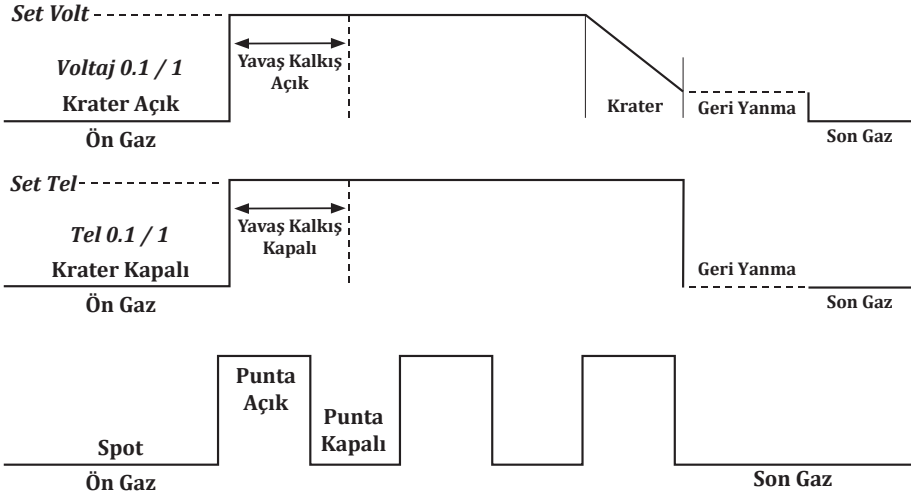 Set Volt
Yavaş Kalkış
Açık
Voltaj 0.1 / 1
Krater Açık
Krater
Geri Yanma
Ön Gaz
Son Gaz
Set Tel
Yavaş Kalkış
Kapalı
Tel 0.1 / 1
Krater Kapalı
Geri Yanma
Ön Gaz
Son Gaz
Punta
Açık
Punta
Kapalı
Spot
Ön Gaz
Son Gaz